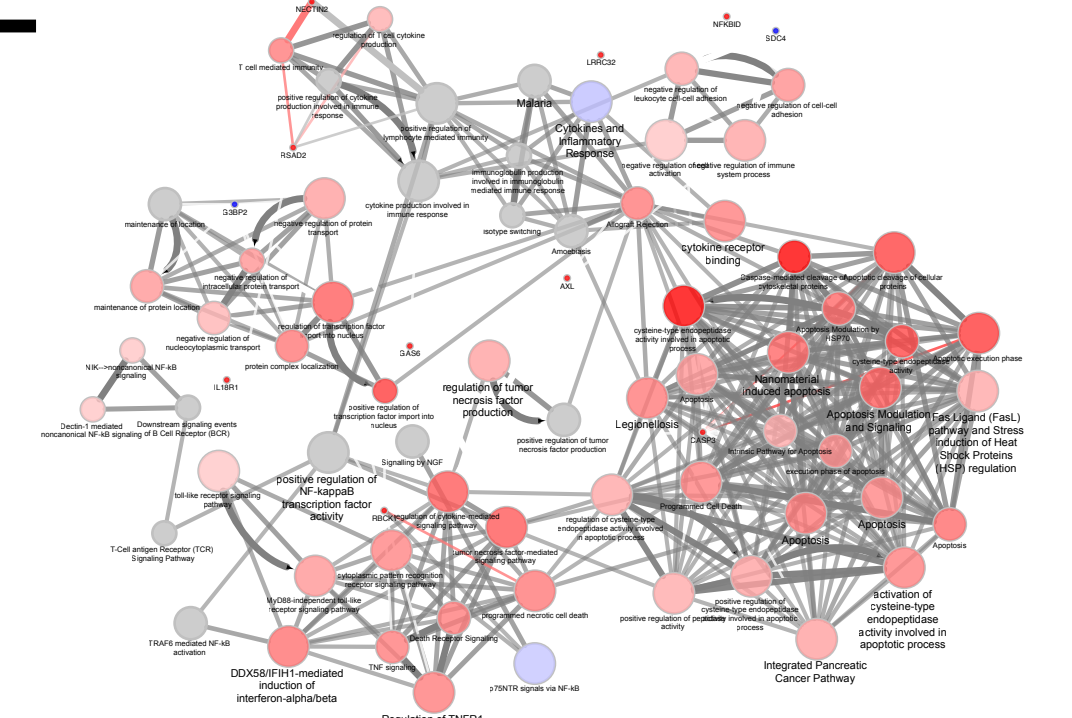 NECTIN2
regulation of T cell cytokine
production
T cell mediated immunity
positive regulation of cytokine
production involved in immune
response
RSAD2
positive regulation of
lymphocyte mediated immunity
cytokine production involved in
immune response
Malaria
LRRC32
Cytokines and
Inflammatory
Response
immunoglobulin production
involved in immunoglobulin
mediated immune response
isotype switching
Amoebiasis
NFKBID
SDC4
negative regulation of
leukocyte cell-cell adhesion
negative regulation of cell-cell
adhesion
negative regulation of
activation
negative regulation of immune
system process
Allograft Rejection
cytokine receptor
binding
AXL
maintenance of location
G3BP2
negative regulation of protein
transport
negative regulation of
intracellular protein transport
maintenance of protein location
negative regulation of
nucleocytoplasmic transport
regulation of transcription factor
import into nucleus
protein complex localization
GAS6
IL18R1
positive regulation of
transcription factor import into
nucleus
NIK-->noncanonical NF-kB
signaling
Dectin-1 mediated
noncanonical NF-kB signaling
Downstream signaling events
of B Cell Receptor (BCR)
regulation of tumor
necrosis factor
production
positive regulation of tumor
necrosis factor production
Signalling by NGF
positive regulation of
NF-kappaB
transcription factor
activity
toll-like receptor signaling
pathway
T-Cell antigen Receptor (TCR)
Signaling Pathway
RBCK1
regulation of cytokine-mediated
signaling pathway
tumor necrosis factor-mediated
signaling pathway
cytoplasmic pattern recognition
receptor signaling pathway
MyD88-independent toll-like
receptor signaling pathway
programmed necrotic cell death
Death Receptor Signalling
TRAF6 mediated NF-kB
activation
DDX58/IFIH1-mediated
induction of
interferon-alpha/beta
TNF signaling
p75NTR signals via NF-kB
Regulation of TNFR1
Caspase-mediated cleavage of
cytoskeletal proteins
Apoptotic cleavage of cellular
proteins
cysteine-type endopeptidase
activity involved in apoptotic
process
Apoptosis Modulation by
HSP70
cysteine-type endopeptidase
activity
Apoptotic execution phase
Nanomaterial
induced apoptosis
Apoptosis
Legionellosis
CASP3
Apoptosis Modulation
and Signaling
Fas Ligand (FasL)
pathway and Stress
induction of Heat
Shock Proteins
(HSP) regulation
Intrinsic Pathway for Apoptosis
execution phase of apoptosis
Programmed Cell Death
regulation of cysteine-type
endopeptidase activity involved
in apoptotic process
Apoptosis
Apoptosis
Apoptosis
positive regulation of peptidase
activity
positive regulation of
cysteine-type endopeptidase
activity involved in apoptotic
process
activation of
cysteine-type
endopeptidase
activity involved in
apoptotic process
Integrated Pancreatic
Cancer Pathway